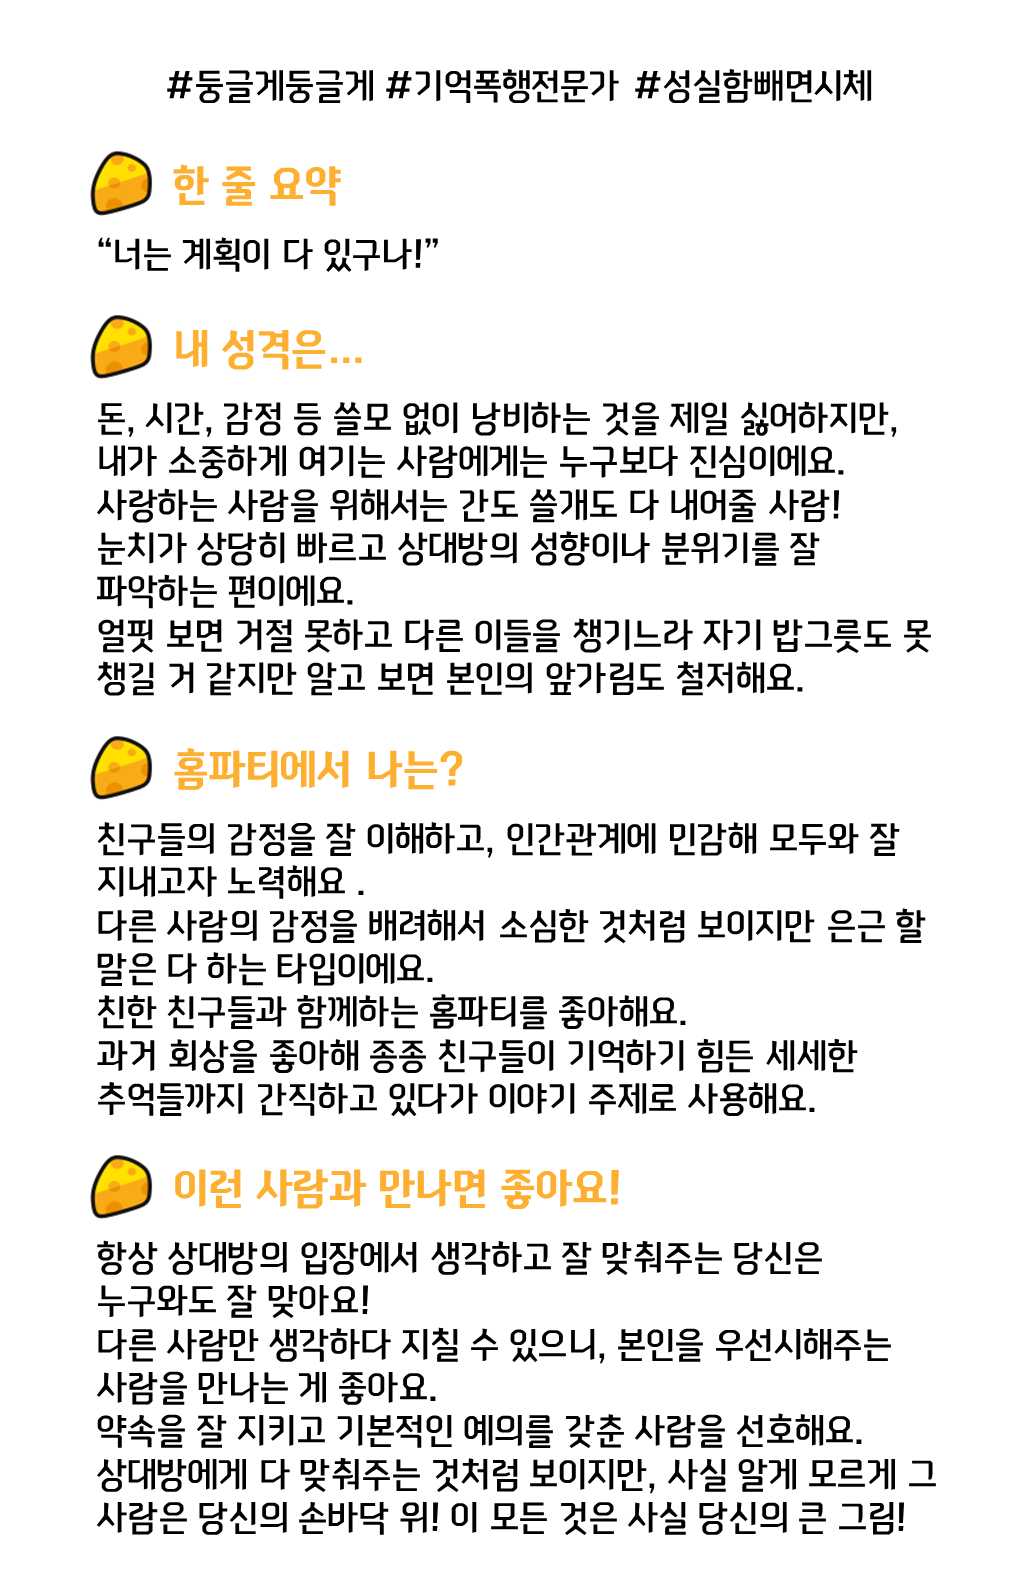 #둥글게둥글게 #기억폭행전문가 #성실함빼면시체
한 줄 요약
“너는 계획이 다 있구나!”
내 성격은...
돈, 시간, 감정 등 쓸모 없이 낭비하는 것을 제일 싫어하지만,
내가 소중하게 여기는 사람에게는 누구보다 진심이에요.
사랑하는 사람을 위해서는 간도 쓸개도 다 내어줄 사람!
눈치가 상당히 빠르고 상대방의 성향이나 분위기를 잘
파악하는 편이에요.
얼핏 보면 거절 못하고 다른 이들을 챙기느라 자기 밥그릇도 못
챙길 거 같지만 알고 보면 본인의 앞가림도 철저해요.
홈파티에서 나는?
친구들의 감정을 잘 이해하고, 인간관계에 민감해 모두와 잘
지내고자 노력해요 .
다른 사람의 감정을 배려해서 소심한 것처럼 보이지만 은근 할
말은 다 하는 타입이에요.
친한 친구들과 함께하는 홈파티를 좋아해요.
과거 회상을 좋아해 종종 친구들이 기억하기 힘든 세세한
추억들까지 간직하고 있다가 이야기 주제로 사용해요.
이런 사람과 만나면 좋아요!
항상 상대방의 입장에서 생각하고 잘 맞춰주는 당신은
누구와도 잘 맞아요!
다른 사람만 생각하다 지칠 수 있으니, 본인을 우선시해주는
사람을 만나는 게 좋아요.
약속을 잘 지키고 기본적인 예의를 갖춘 사람을 선호해요.
상대방에게 다 맞춰주는 것처럼 보이지만, 사실 알게 모르게 그
사람은 당신의 손바닥 위! 이 모든 것은 사실 당신의 큰 그림!